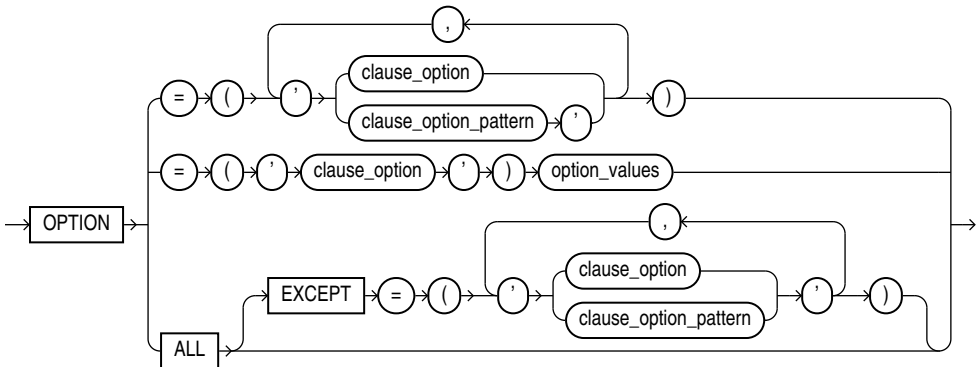 ,
clause_option
= ( ' clause_option_pattern ' )
= ( ' clause_option ' ) option_values
OPTION
,
clause_option
EXCEPT = ( ' clause_option_pattern ' )
ALL